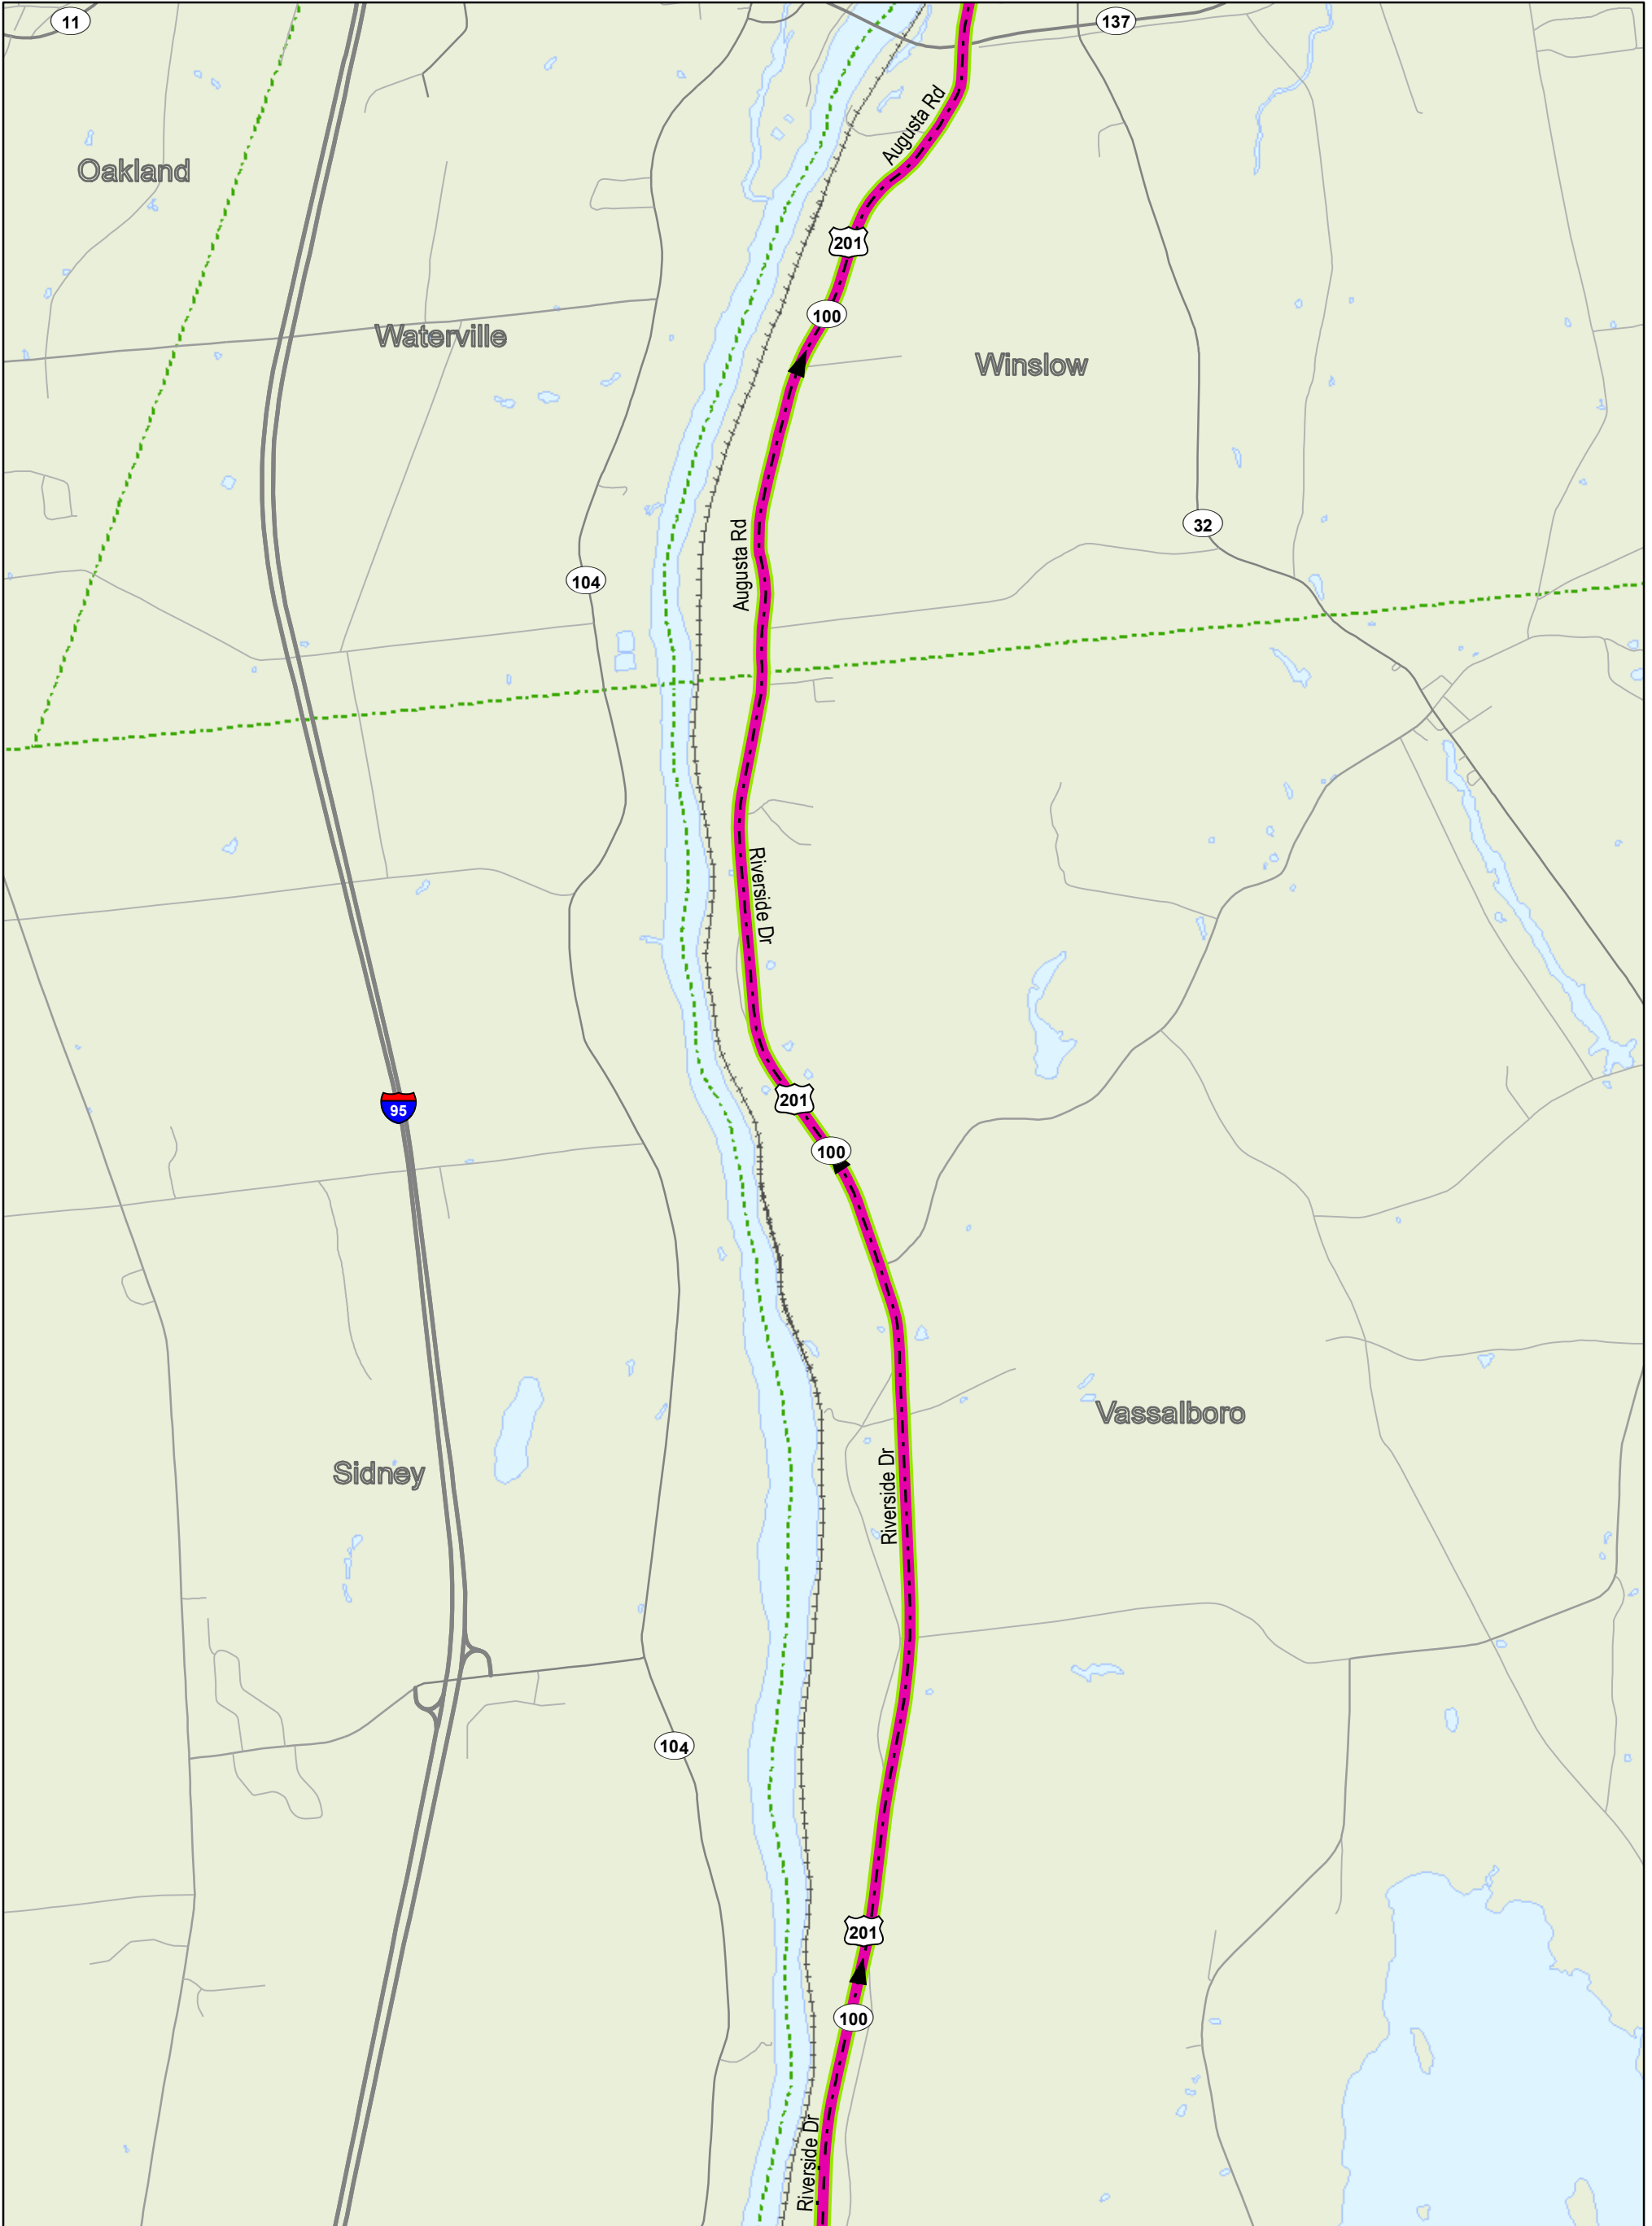 11
137
Augusta Rd
Oakland
201
100
Waterville
Winslow
32
Augusta Rd
104
Riverside Dr
201
95
100
Vassalboro
Sidney
Riverside Dr
104
201
100
Riverside Dr